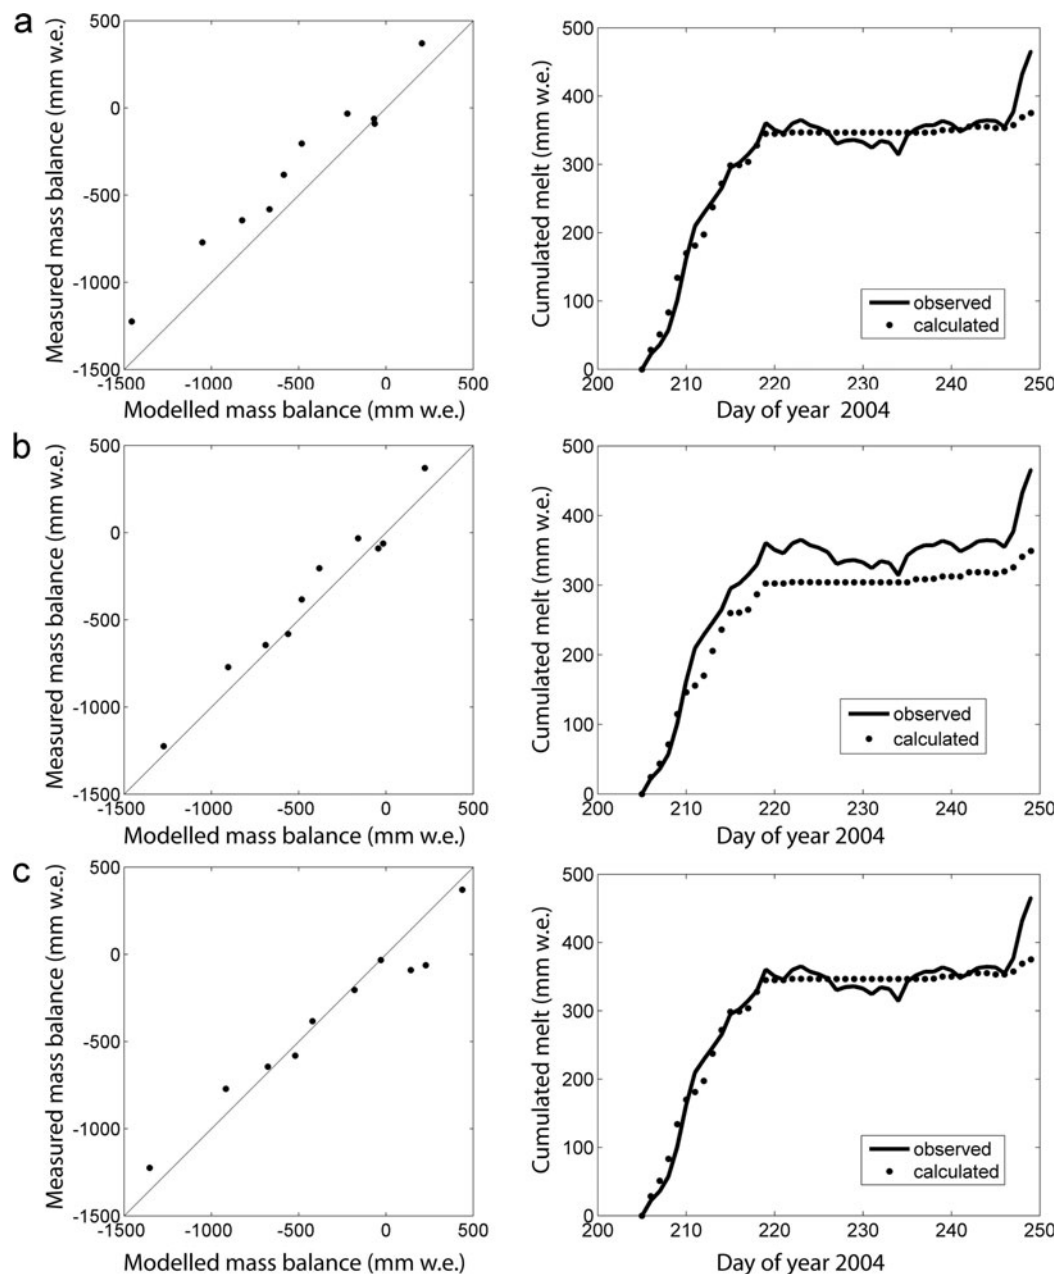 a
Measured mass balance (mm w.e.)
500
0
-500
-1000
-1500
-1500 -1000 -500 0 500
Modelled mass balance (mm w.e.)
Cumulated melt (mm w.e.)
500
400
300
200
100
0
observed
calculated
200 210 220 230 240 250
Day of year 2004
b
Measured mass balance (mm w.e.)
500
0
-500
-1000
-1500
-1500 -1000 -500 0 500
Modelled mass balance (mm w.e.)
Cumulated melt (mm w.e.)
500
400
300
200
100
0
observed
calculated
200 210 220 230 240 250
Day of year 2004
c
Measured mass balance (mm w.e.)
500
0
-500
-1000
-1500
-1500 -1000 -500 0 500
Modelled mass balance (mm w.e.)
Cumulated melt (mm w.e.)
500
400
300
200
100
0
observed
calculated
200 210 220 230 240 250
Day of year 2004